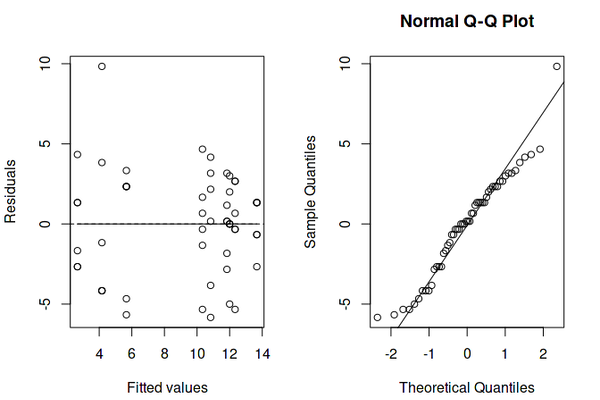 Normal Q-Q Plot
Residuals
10
5
0
-5
4 6 8 10 12 14
Fitted values
Sample Quantiles
10
5
0
-5
-2 -1 0 1 2
Theoretical Quantiles